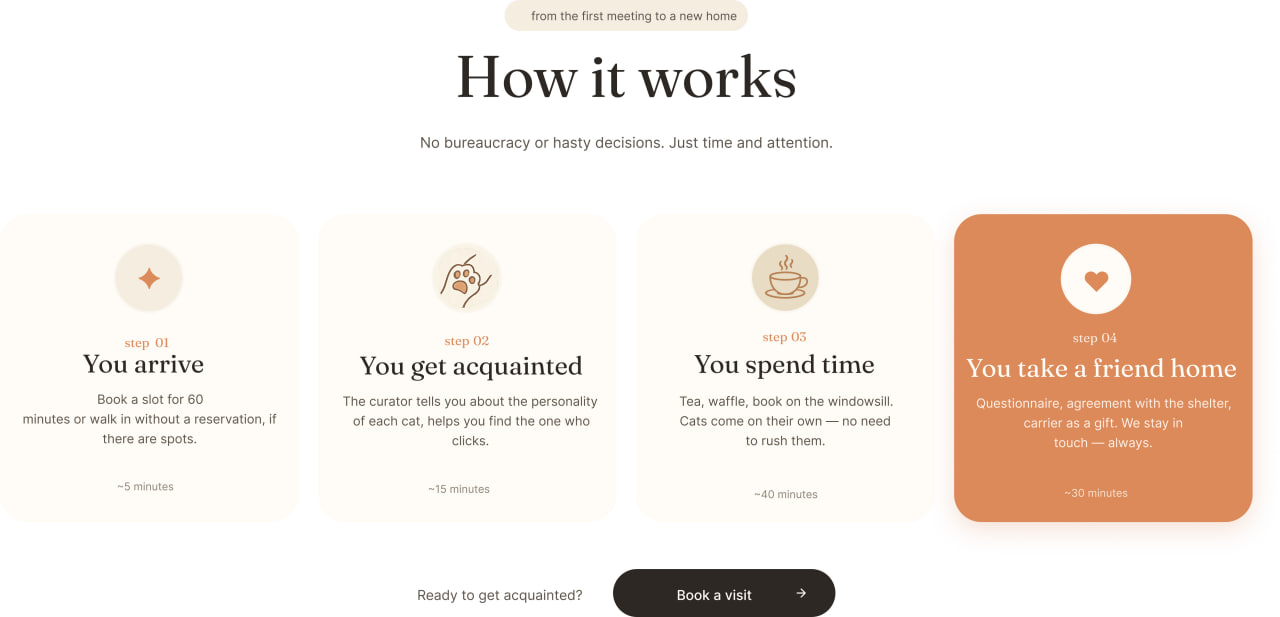 from the first meeting to a new home
How it works
No bureaucracy or hasty decisions. Just time and attention.
step 01
You arrive
Book a slot for 60
minutes or walk in without a reservation, if
there are spots.
~5 minutes
step 02
You get acquainted
The curator tells you about the personality
of each cat, helps you find the one who
clicks.
~15 minutes
step 03
You spend time
Tea, waffle, book on the windowsill.
Cats come on their own — no need
to rush them.
~40 minutes
step 04
You take a friend home
Questionnaire, agreement with the shelter,
carrier as a gift. We stay in
touch — always.
~30 minutes
Ready to get acquainted?
Book a visit →